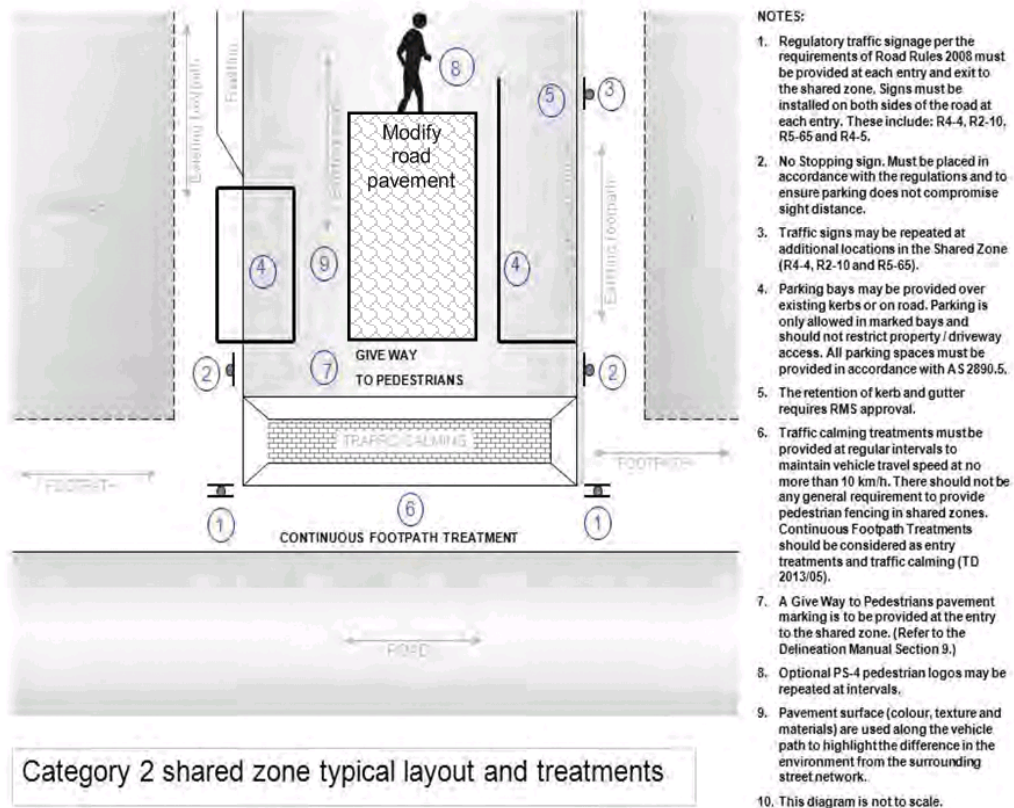 Existing footpath
8
3
5
Modify
road
pavement
Existing footpath
4
9
4
2
7
GIVE WAY
TO PEDESTRIANS
2
TRAFFIC CALMING
FOOTPATH
FOOTPATH
1
6
1
CONTINUOUS FOOTPATH TREATMENT
ROAD
Category 2 shared zone typical layout and treatments
NOTES:
1. Regulatory traffic signage per the
requirements of Road Rules 2008 must
be provided at each entry and exit to
the shared zone. Signs must be
installed on both sides of the road at
each entry. These include: R4-4, R2-10,
R5-65 and R4-5.
2. No Stopping sign. Must be placed in
accordance with the regulations and to
ensure parking does not compromise
sight distance.
3. Traffic signs may be repeated at
additional locations in the Shared Zone
(R4-4, R2-10 and R5-65).
4. Parking bays may be provided over
existing kerbs or on road. Parking is
only allowed in marked bays and
should not restrict property / driveway
access. All parking spaces must be
provided in accordance with AS 2890.5.
5. The retention of kerb and gutter
requires RMS approval.
6. Traffic calming treatments must be
provided at regular intervals to
maintain vehicle travel speed at no
more than 10 km/h. There should not be
any general requirement to provide
pedestrian fencing in shared zones.
Continuous Footpath Treatments
should be considered as entry
treatments and traffic calming (TD
2013/05).
7. A Give Way to Pedestrians pavement
marking is to be provided at the entry
to the shared zone. (Refer to the
Delineation Manual Section 9.)
8. Optional PS-4 pedestrian logos may be
repeated at intervals.
9. Pavement surface (colour, texture and
materials) are used along the vehicle
path to highlight the difference in the
environment from the surrounding
street network.
10. This diagram is not to scale.